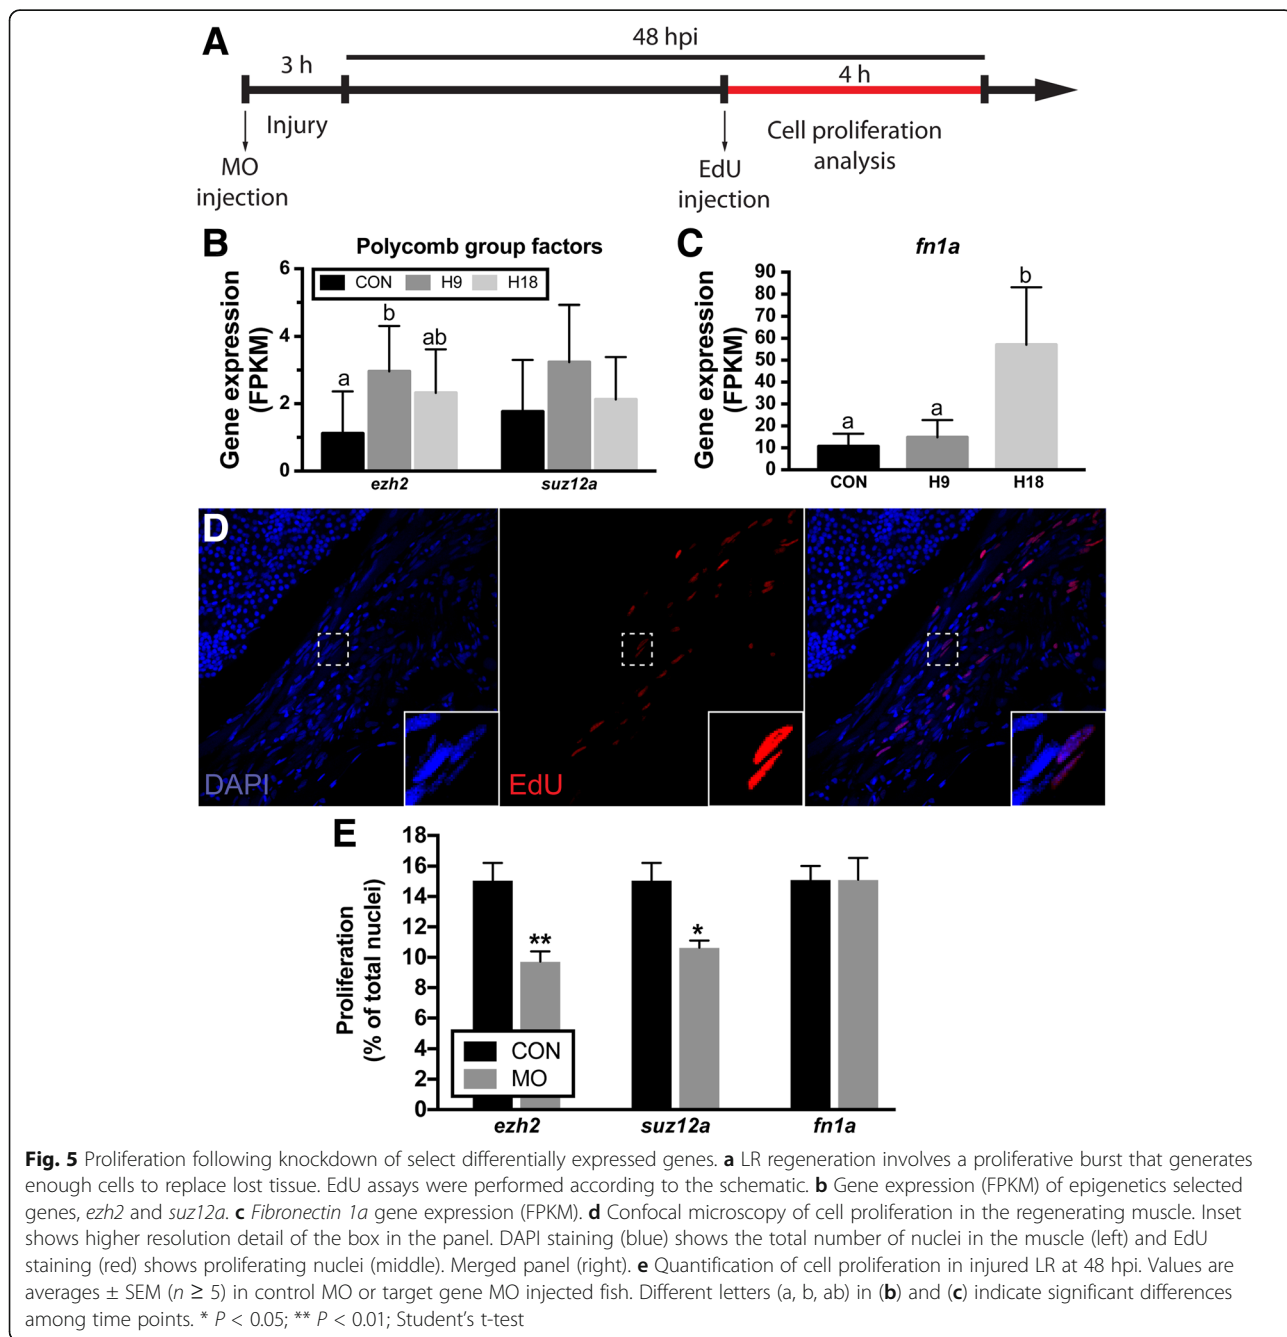 A
48 hpi
3 h
4 h
Injury
MO
injection
EdU
injection
Cell proliferation
analysis
B
Polycomb group factors
Gene expression
(FPKM)
6
4
2
0
CON H9 H18
a
b
ab
ezh2 suz12a
C
fn1a
Gene expression
(FPKM)
90
80
70
60
50
40
30
20
10
0
a
a
b
CON H9 H18
D
DAPI
EdU
E
Proliferation
(% of total nuclei)
18
16
14
12
10
8
6
4
2
0
**
*
CON
MO
ezh2 suz12a fn1a
Fig. 5 Proliferation following knockdown of select differentially expressed genes. a LR regeneration involves a proliferative burst that generates
enough cells to replace lost tissue. EdU assays were performed according to the schematic. b Gene expression (FPKM) of epigenetics selected
genes, ezh2 and suz12a. c Fibronectin 1a gene expression (FPKM). d Confocal microscopy of cell proliferation in the regenerating muscle. Inset
shows higher resolution detail of the box in the panel. DAPI staining (blue) shows the total number of nuclei in the muscle (left) and EdU
staining (red) shows proliferating nuclei (middle). Merged panel (right). e Quantification of cell proliferation in injured LR at 48 hpi. Values are
averages ± SEM (n ≥ 5) in control MO or target gene MO injected fish. Different letters (a, b, ab) in (b) and (c) indicate significant differences
among time points. * P < 0.05; ** P < 0.01; Student's t-test